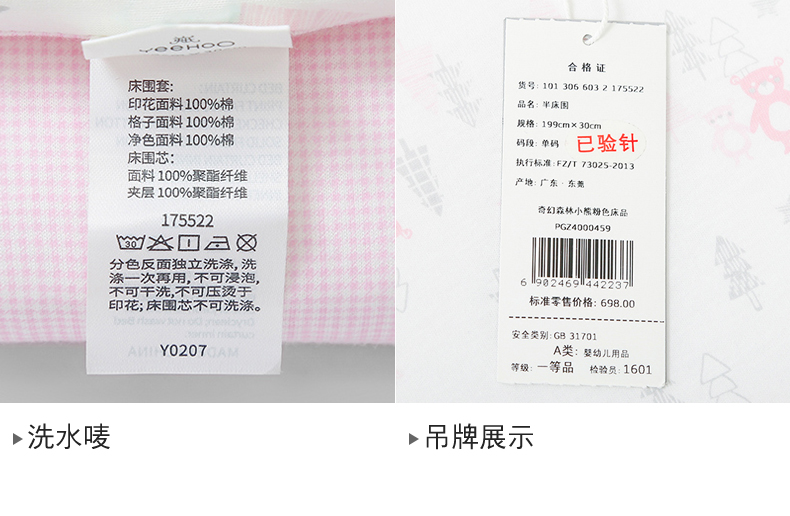 YeeHOO
床围套:
印花面料100%棉
格子面料100%棉
净色面料100%棉
床围芯:
面料100%聚酯纤维
夹层100%聚酯纤维
175522
30
分色反面独立洗涤, 洗
涤一次再用, 不可浸泡,
不可干洗,不可压烫于
印花; 床围芯不可洗涤。
Y0207
洗水唛
合格证
货号: 101 306 603 2 175522
品名: 半床围
规格: 199cm×30cm
码段: 单码
已验针
执行标准: FZ/T 73025-2013
产地: 广东·东莞
奇幻森林小熊粉色床品
PGZ4000459
6 902469 442237
标准零售价格: 698.00
安全类别: GB 31701
A类: 婴幼儿用品
等级: 一等品 检验员: 1601
吊牌展示